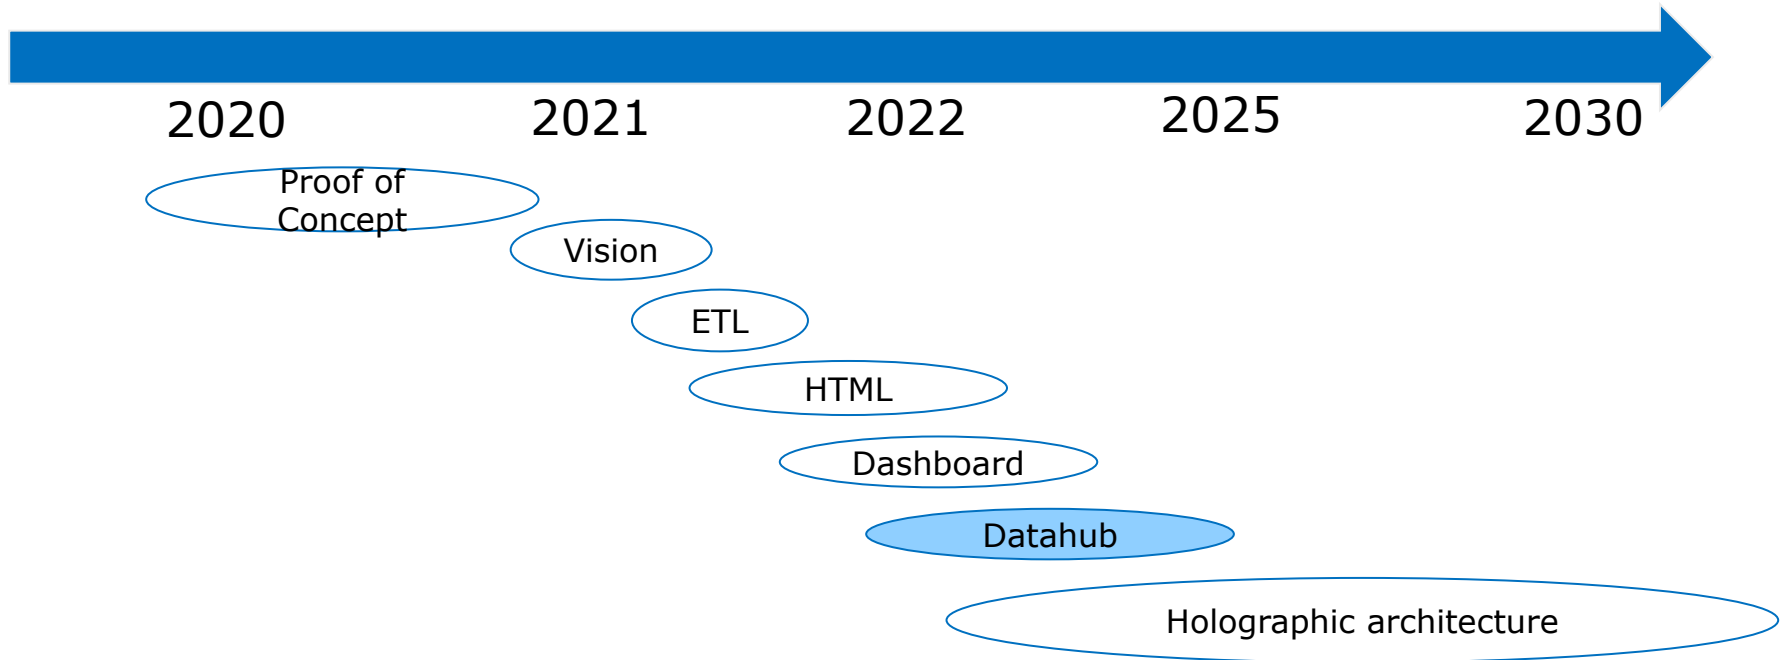 2020 2021 2022 2025 2030
Proof of
Concept
Vision
ETL
HTML
Dashboard
Datahub
Holographic architecture